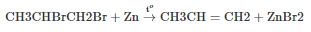 CH3CHBrCH2Br + Zn →^{t°} CH3CH = CH2 + ZnBr2